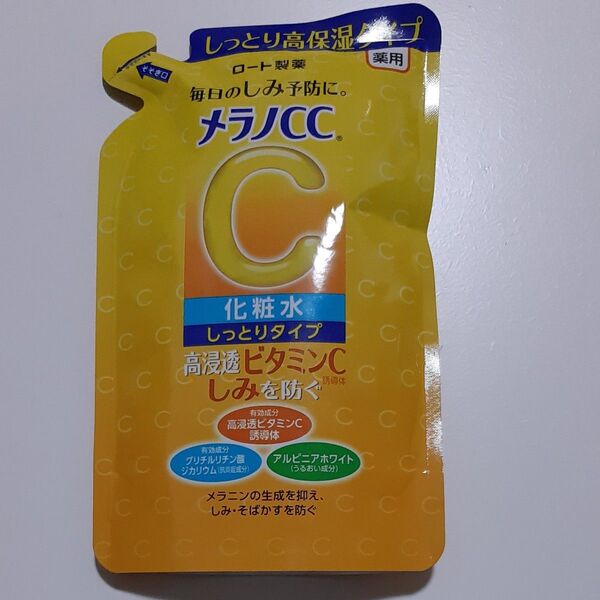 しっとり高保湿タイプ
そそぎ口
ロート製薬
薬用
毎日のしみ予防に。
メラノCC®
C
化粧水
しっとりタイプ
高浸透ビタミンC
誘導体
しみを防ぐ
有効成分
高浸透ビタミンC
誘導体
有効成分
グリチルリチン酸
ジカリウム(抗炎症成分)
アルピニアホワイト
(うるおい成分)
メラニンの生成を抑え、
しみ・そばかすを防ぐ